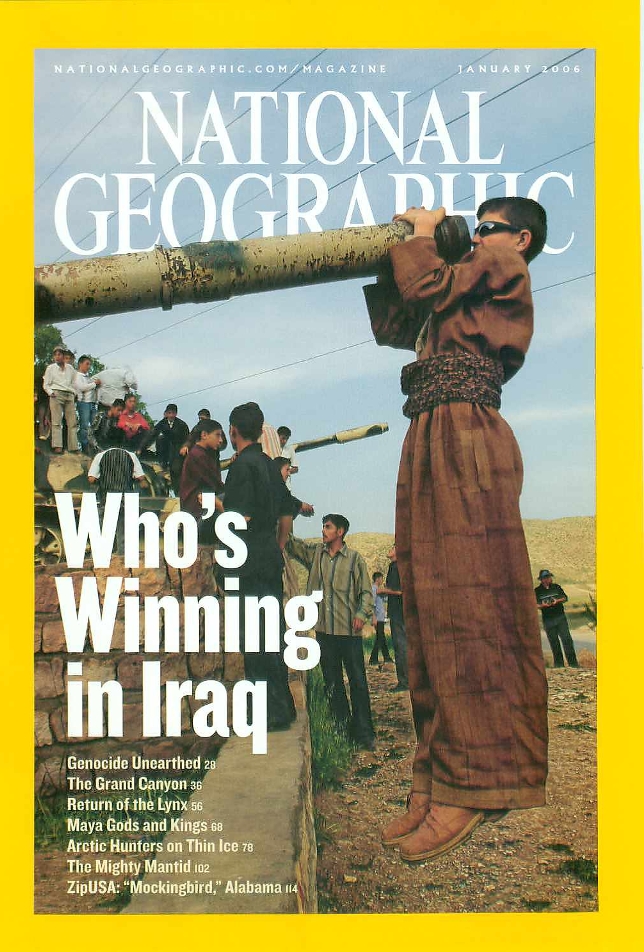 NATIONALGEOGRAPHIC.COM/MAGAZINE JANUARY 2006
NATIONAL
GEOGRAPHIC
Who's
Winning
in Iraq
Genocide Unearthed 28
The Grand Canyon 36
Return of the Lynx 56
Maya Gods and Kings 68
Arctic Hunters on Thin Ice 78
The Mighty Mantid 102
ZipUSA: "Mockingbird," Alabama 114